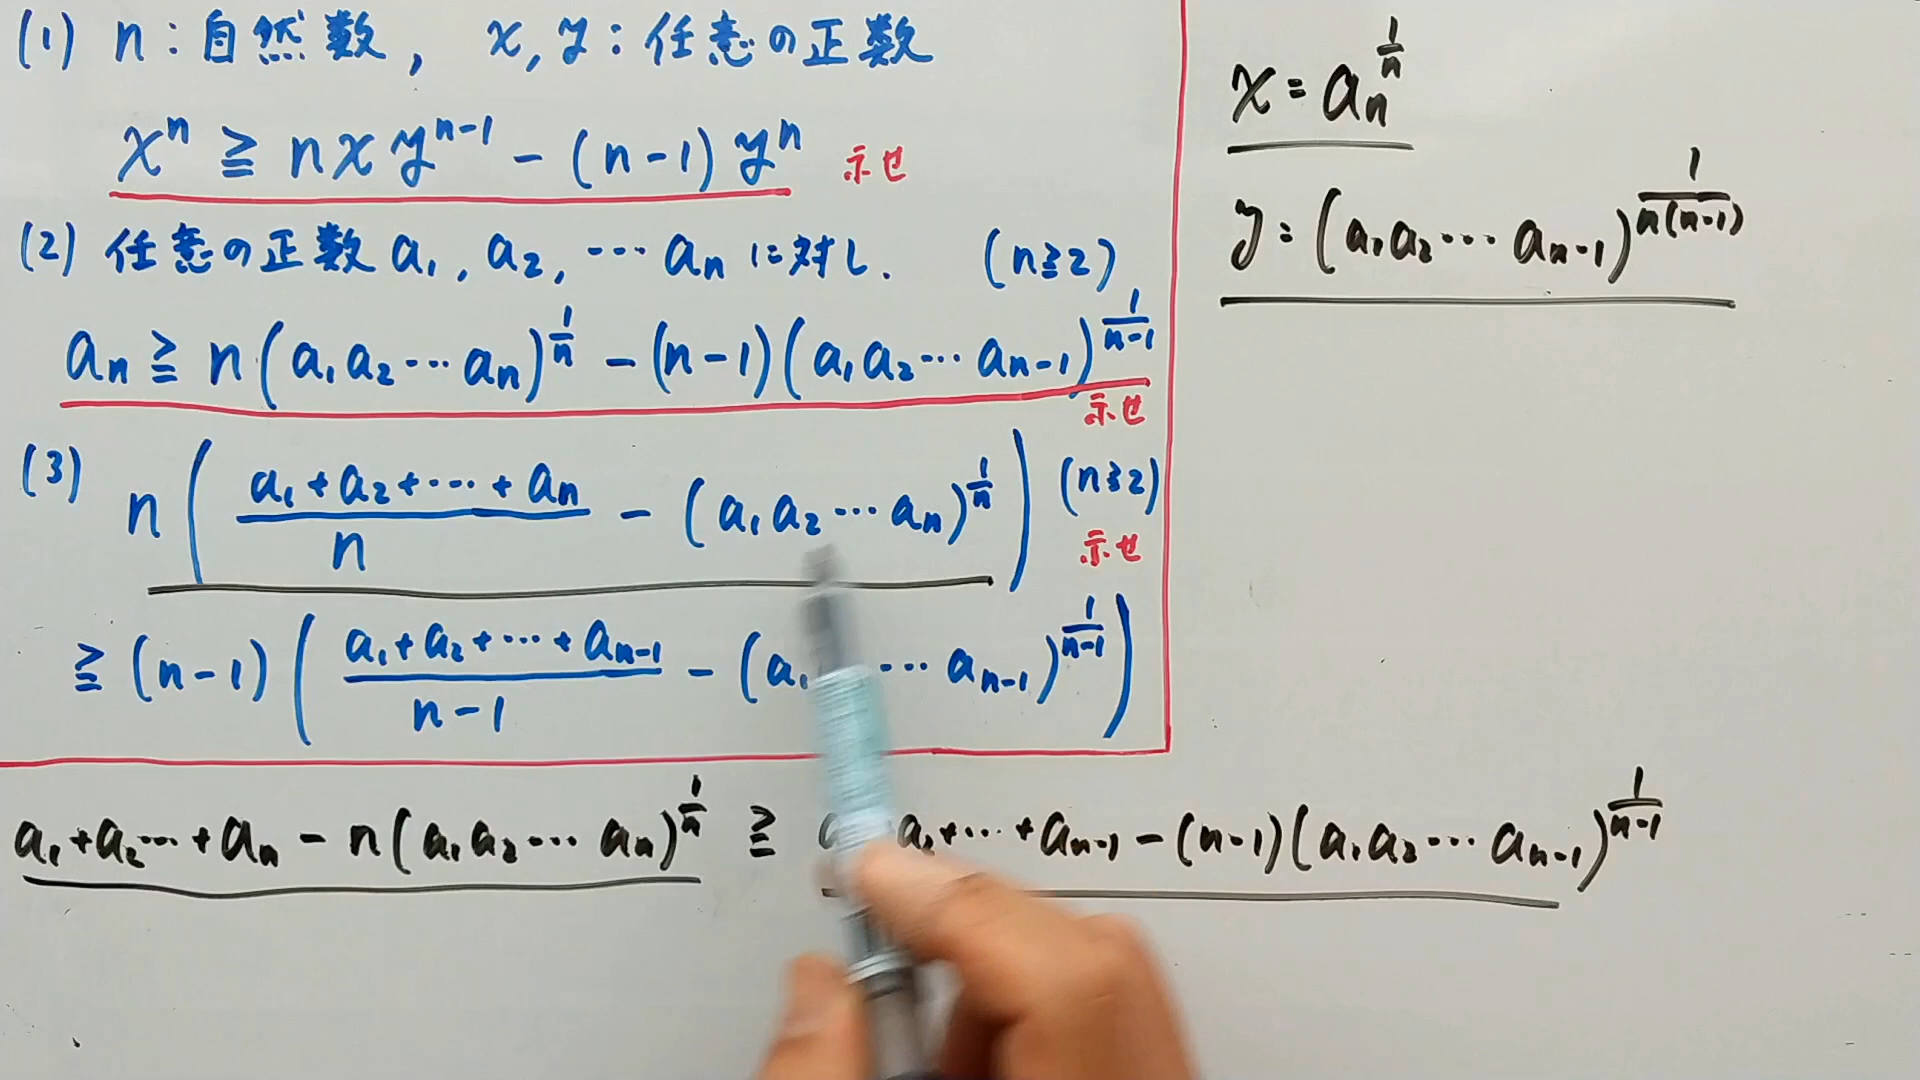 (1) n : 自然数, x, y : 任意の正数
xⁿ ≧ n x yⁿ⁻¹ - (n-1) yⁿ 示せ
(2) 任意の正数 a₁, a₂, … aₙ に対し. (n≧2)
aₙ ≧ n(a₁a₂…aₙ)^(1/n) - (n-1)(a₁a₂…aₙ₋₁)^(1/(n-1))
示せ
(3) n( (a₁+a₂+…+aₙ)/n - (a₁a₂…aₙ)^(1/n) ) (n≧2)
示せ
≧ (n-1)( (a₁+a₂+…+aₙ₋₁)/(n-1) - (a₁ … aₙ₋₁)^(1/(n-1)) )
a₁+a₂…+aₙ - n(a₁a₂…aₙ)^(1/n) ≧ a₂+…+aₙ₋₁ - (n-1)(a₁a₂…aₙ₋₁)^(1/(n-1))
x = aₙ^(1/n)
y = (a₁a₂…aₙ₋₁)^(1/(n(n-1)))